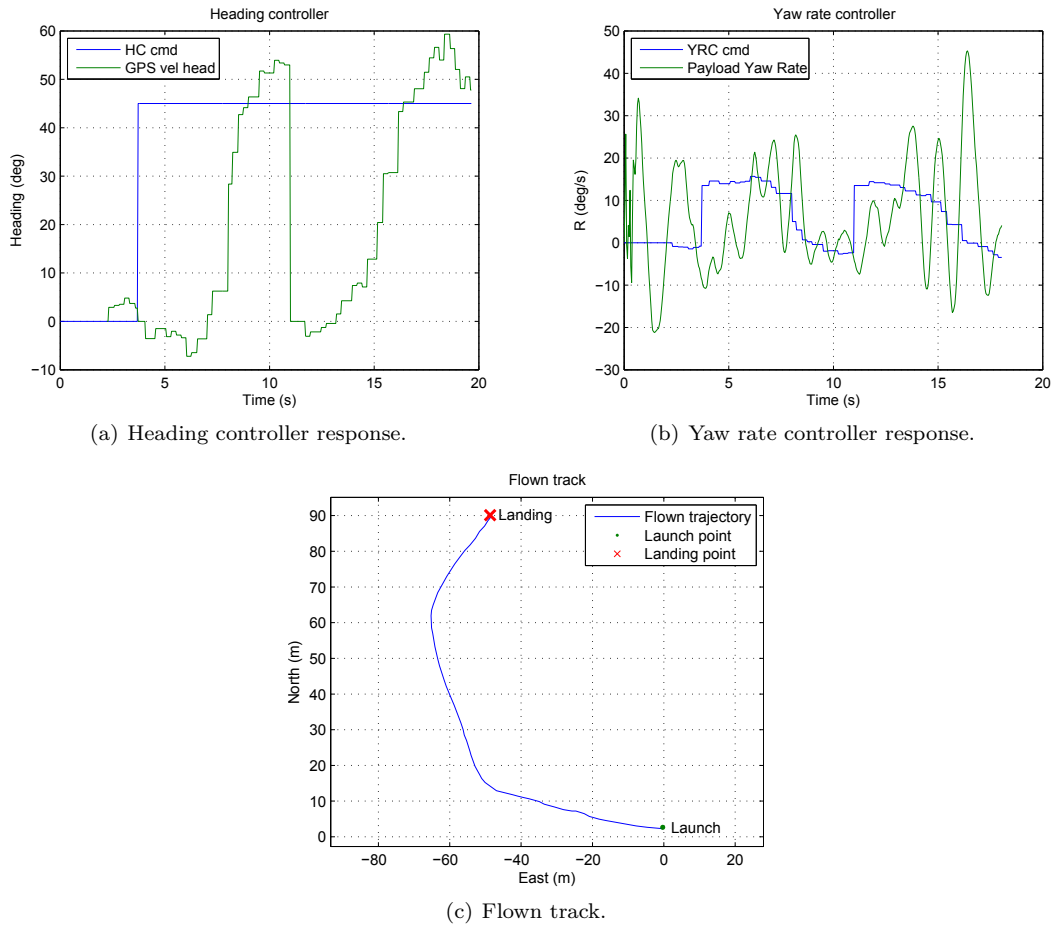 Heading controller
60
50
40
30
20
10
0
−10
Heading (deg)
HC cmd
GPS vel head
0
5
10
15
20
Time (s)
(a) Heading controller response.
Yaw rate controller
50
40
30
20
10
0
−10
−20
−30
R (deg/s)
YRC cmd
Payload Yaw Rate
0
5
10
15
20
Time (s)
(b) Yaw rate controller response.
Flown track
90
80
70
60
50
40
30
20
10
0
North (m)
Landing
Flown trajectory
Launch point
Landing point
Launch
−80
−60
−40
−20
0
20
East (m)
(c) Flown track.